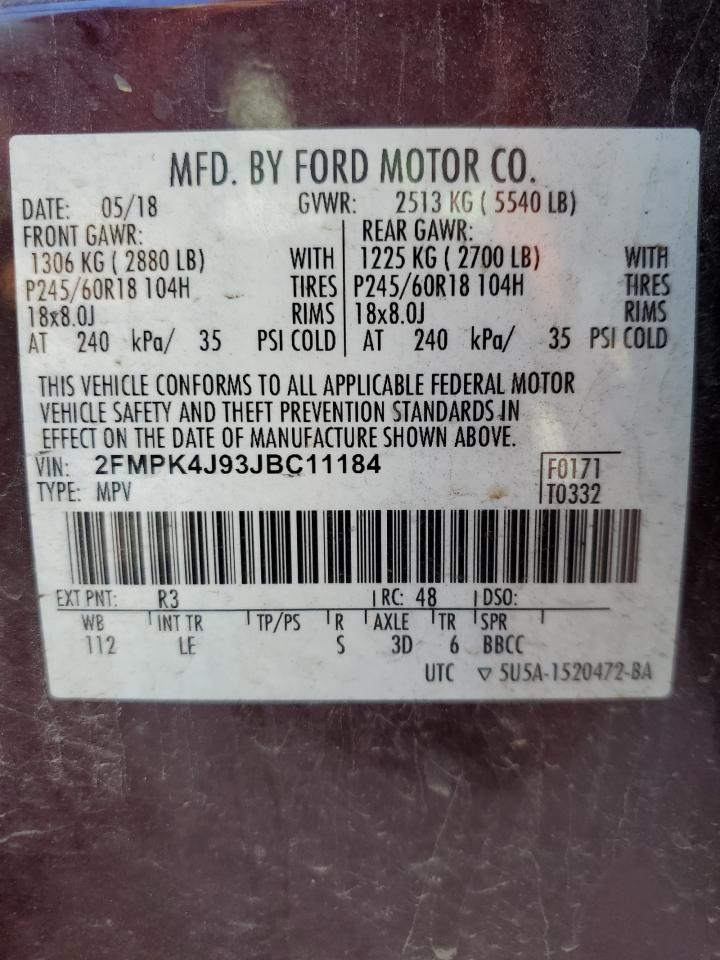 MFD. BY FORD MOTOR CO.
DATE: 05/18 GVWR: 2513 KG ( 5540 LB)
FRONT GAWR: REAR GAWR:
1306 KG ( 2880 LB) WITH 1225 KG ( 2700 LB) WITH
P245/60R18 104H TIRES P245/60R18 104H TIRES
18x8.0J RIMS 18x8.0J RIMS
AT 240 kPa/ 35 PSI COLD AT 240 kPa/ 35 PSI COLD
THIS VEHICLE CONFORMS TO ALL APPLICABLE FEDERAL MOTOR
VEHICLE SAFETY AND THEFT PREVENTION STANDARDS IN
EFFECT ON THE DATE OF MANUFACTURE SHOWN ABOVE.
VIN: 2FMPK4J93JBC11184 F0171
TYPE: MPV T0332
EXT PNT: R3 RC: 48 DSO:
WB INT TR TP/PS R AXLE TR SPR
112 LE S 3D 6 BBCC
UTC ▽ 5U5A-1520472-BA